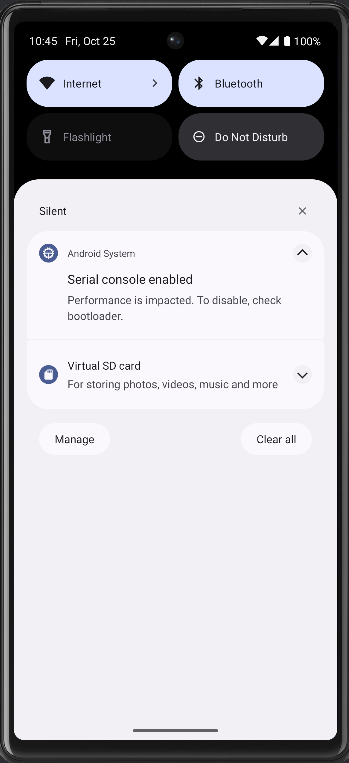 10:45 Fri, Oct 25 100%
Internet Bluetooth
Flashlight Do Not Disturb
Silent
Android System
Serial console enabled
Performance is impacted. To disable, check
bootloader.
Virtual SD card
For storing photos, videos, music and more
Manage Clear all